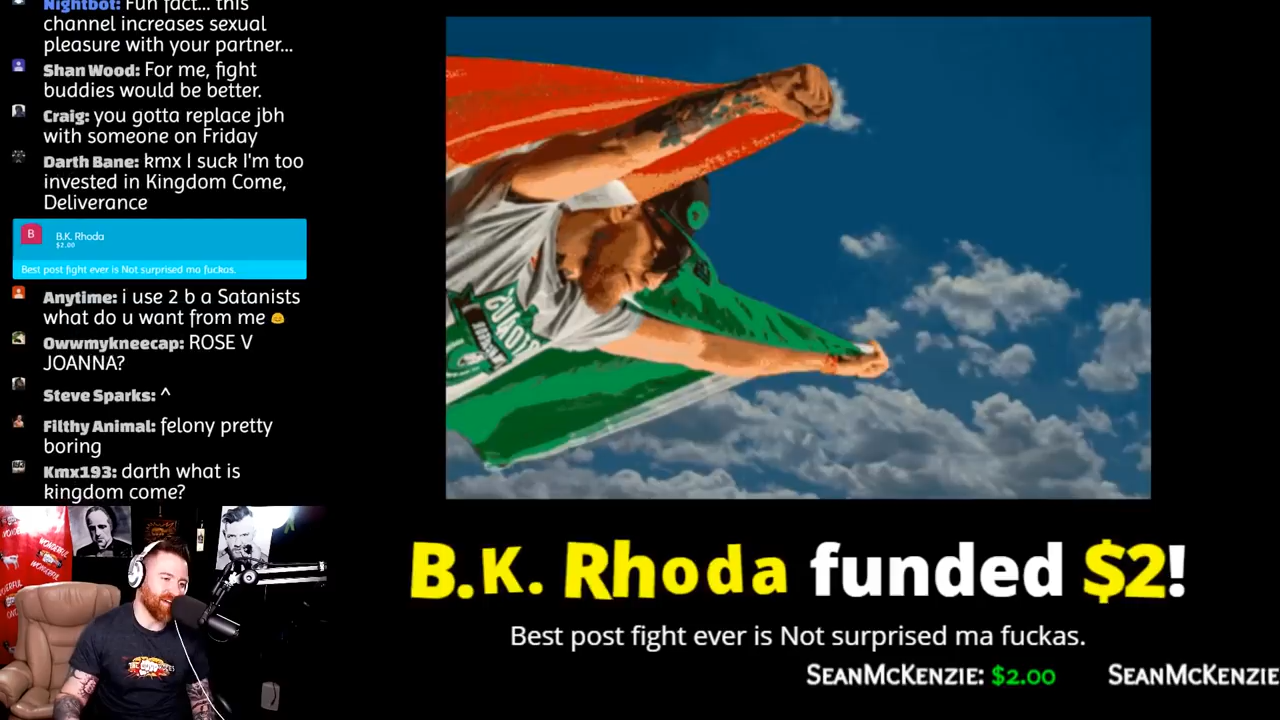 Nightbot: Fun fact... this
channel increases sexual
pleasure with your partner...
Shan Wood: For me, fight
buddies would be better.
Craig: you gotta replace jbh
with someone on Friday
Darth Bane: kmx I suck I'm too
invested in Kingdom Come,
Deliverance
B
B.K. Rhoda
$2.00
Best post fight ever is Not surprised ma fuckas.
Anytime: i use 2 b a Satanists
what do u want from me
Owwmykneecap: ROSE V
JOANNA?
Steve Sparks: ^
Filthy Animal: felony pretty
boring
Kmx193: darth what is
kingdom come?
B.K. Rhoda funded $2!
Best post fight ever is Not surprised ma fuckas.
SeanMcKenzie: $2.00
SeanMcKenzie